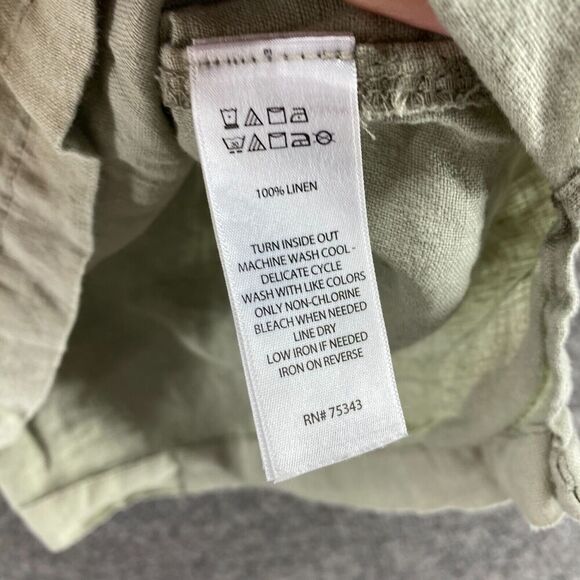 100% LINEN
TURN INSIDE OUT
MACHINE WASH COOL -
DELICATE CYCLE
WASH WITH LIKE COLORS
ONLY NON-CHLORINE
BLEACH WHEN NEEDED
LINE DRY
LOW IRON IF NEEDED
IRON ON REVERSE
RN# 75343